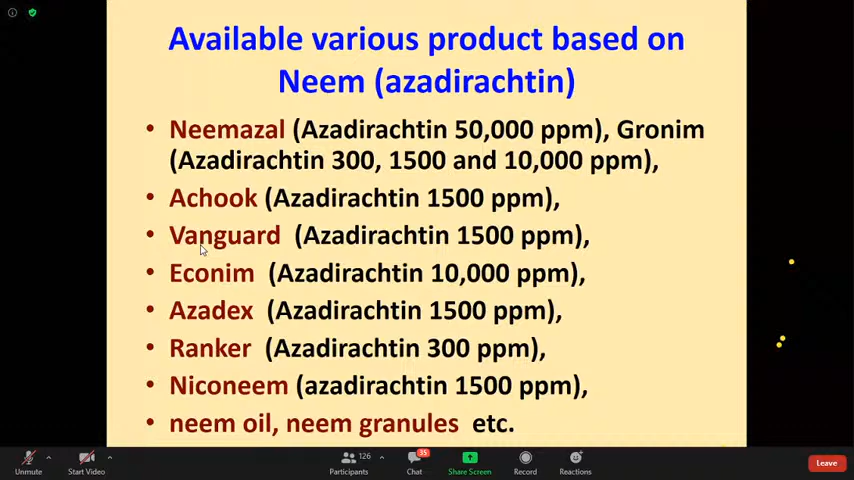 Available various product based on
Neem (azadirachtin)
• Neemazal (Azadirachtin 50,000 ppm), Gronim
(Azadirachtin 300, 1500 and 10,000 ppm),
• Achook (Azadirachtin 1500 ppm),
• Vanguard (Azadirachtin 1500 ppm),
• Econim (Azadirachtin 10,000 ppm),
• Azadex (Azadirachtin 1500 ppm),
• Ranker (Azadirachtin 300 ppm),
• Niconeem (azadirachtin 1500 ppm),
• neem oil, neem granules etc.
126
35
Unmute
Start Video
Participants
Chat
Share Screen
Record
Reactions
Leave